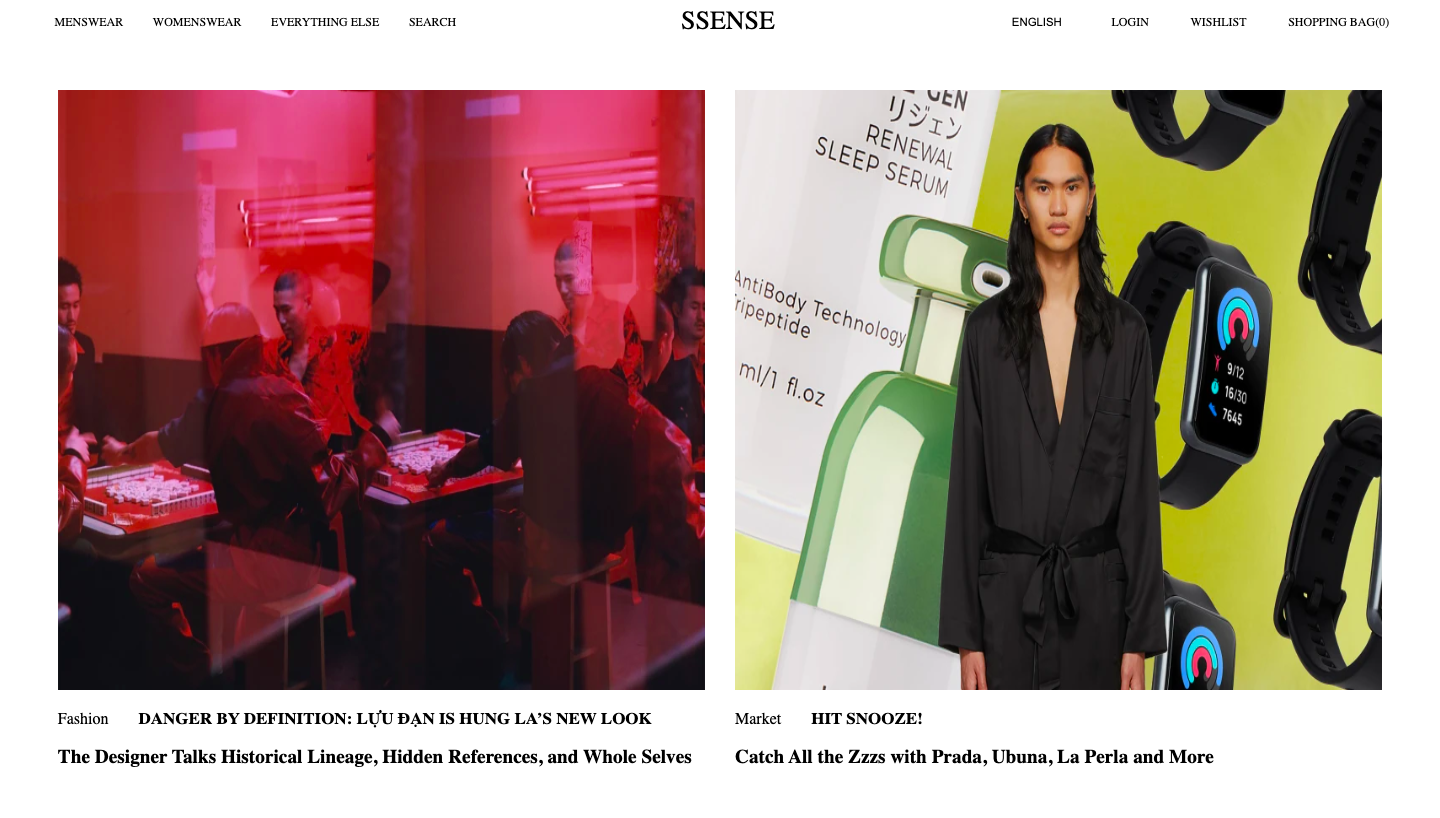 MENSWEAR WOMENSWEAR EVERYTHING ELSE SEARCH SSENSE ENGLISH LOGIN WISHLIST SHOPPING BAG(0)
GEN
リジェン
RENEWAL
SLEEP SERUM
AntiBody Technology
Tripeptide
ml/1 fl.oz
9/12
16/30
7645
Fashion DANGER BY DEFINITION: LỰU ĐẠN IS HUNG LA’S NEW LOOK
The Designer Talks Historical Lineage, Hidden References, and Whole Selves
Market HIT SNOOZE!
Catch All the Zzzs with Prada, Ubuna, La Perla and More